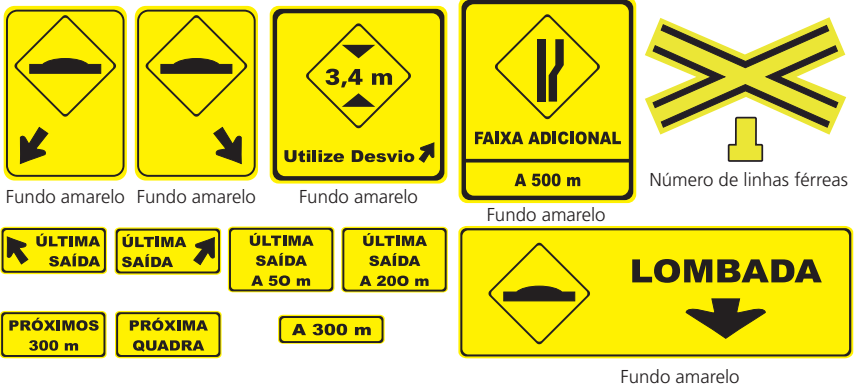 3,4 m
Utilize Desvio
FAIXA ADICIONAL
A 500 m
Fundo amarelo
Fundo amarelo
Fundo amarelo
Fundo amarelo
Número de linhas férreas
ÚLTIMA
SAÍDA
ÚLTIMA
SAÍDA
ÚLTIMA
SAÍDA
A 50 m
ÚLTIMA
SAÍDA
A 200 m
LOMBADA
PRÓXIMOS
300 m
PRÓXIMA
QUADRA
A 300 m
Fundo amarelo